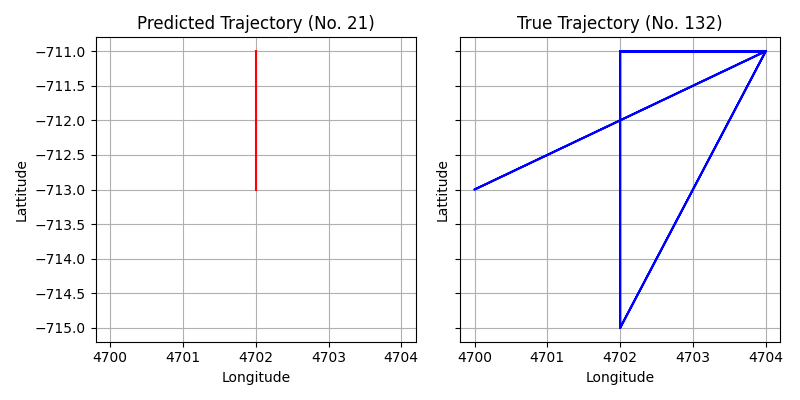 Predicted Trajectory (No. 21)
True Trajectory (No. 132)
Lattitude
−711.0
−711.5
−712.0
−712.5
−713.0
−713.5
−714.0
−714.5
−715.0
4700 4701 4702 4703 4704
Longitude
Lattitude
4700 4701 4702 4703 4704
Longitude